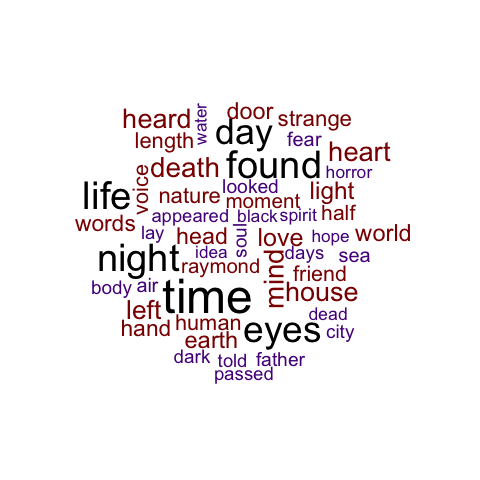 heard water door strange
length day fear
death found heart
voice horror
life nature looked moment light
words appeared black spirit half
lay head soul love hope world
night idea raymond mind days sea
body air time friend
left house
hand human eyes dead
earth city
dark told father
passed